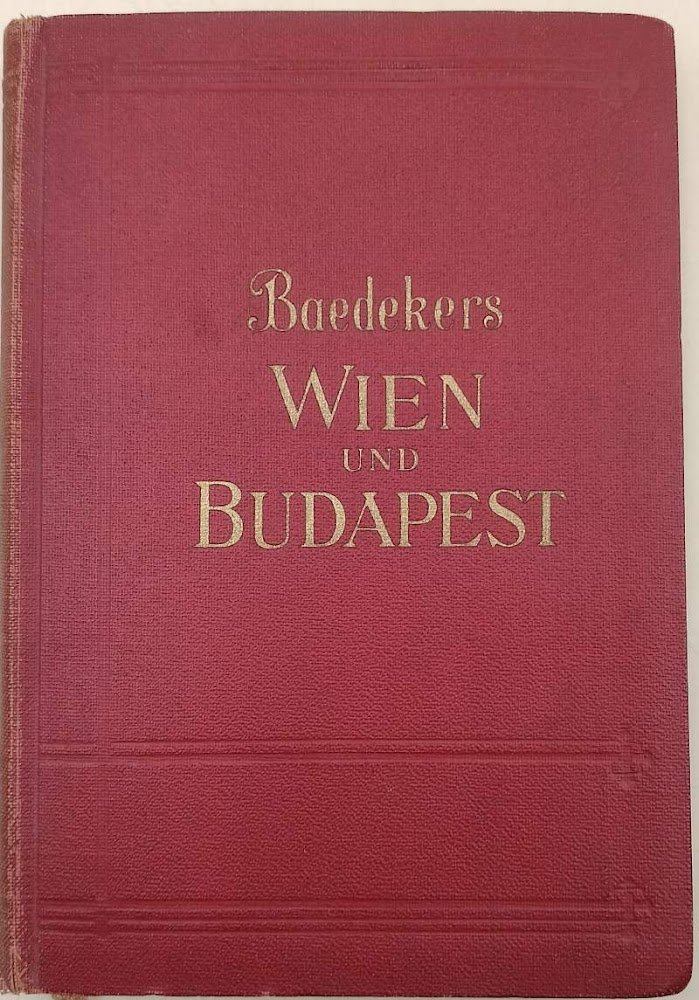 Baedekers
WIEN
UND
BUDAPEST